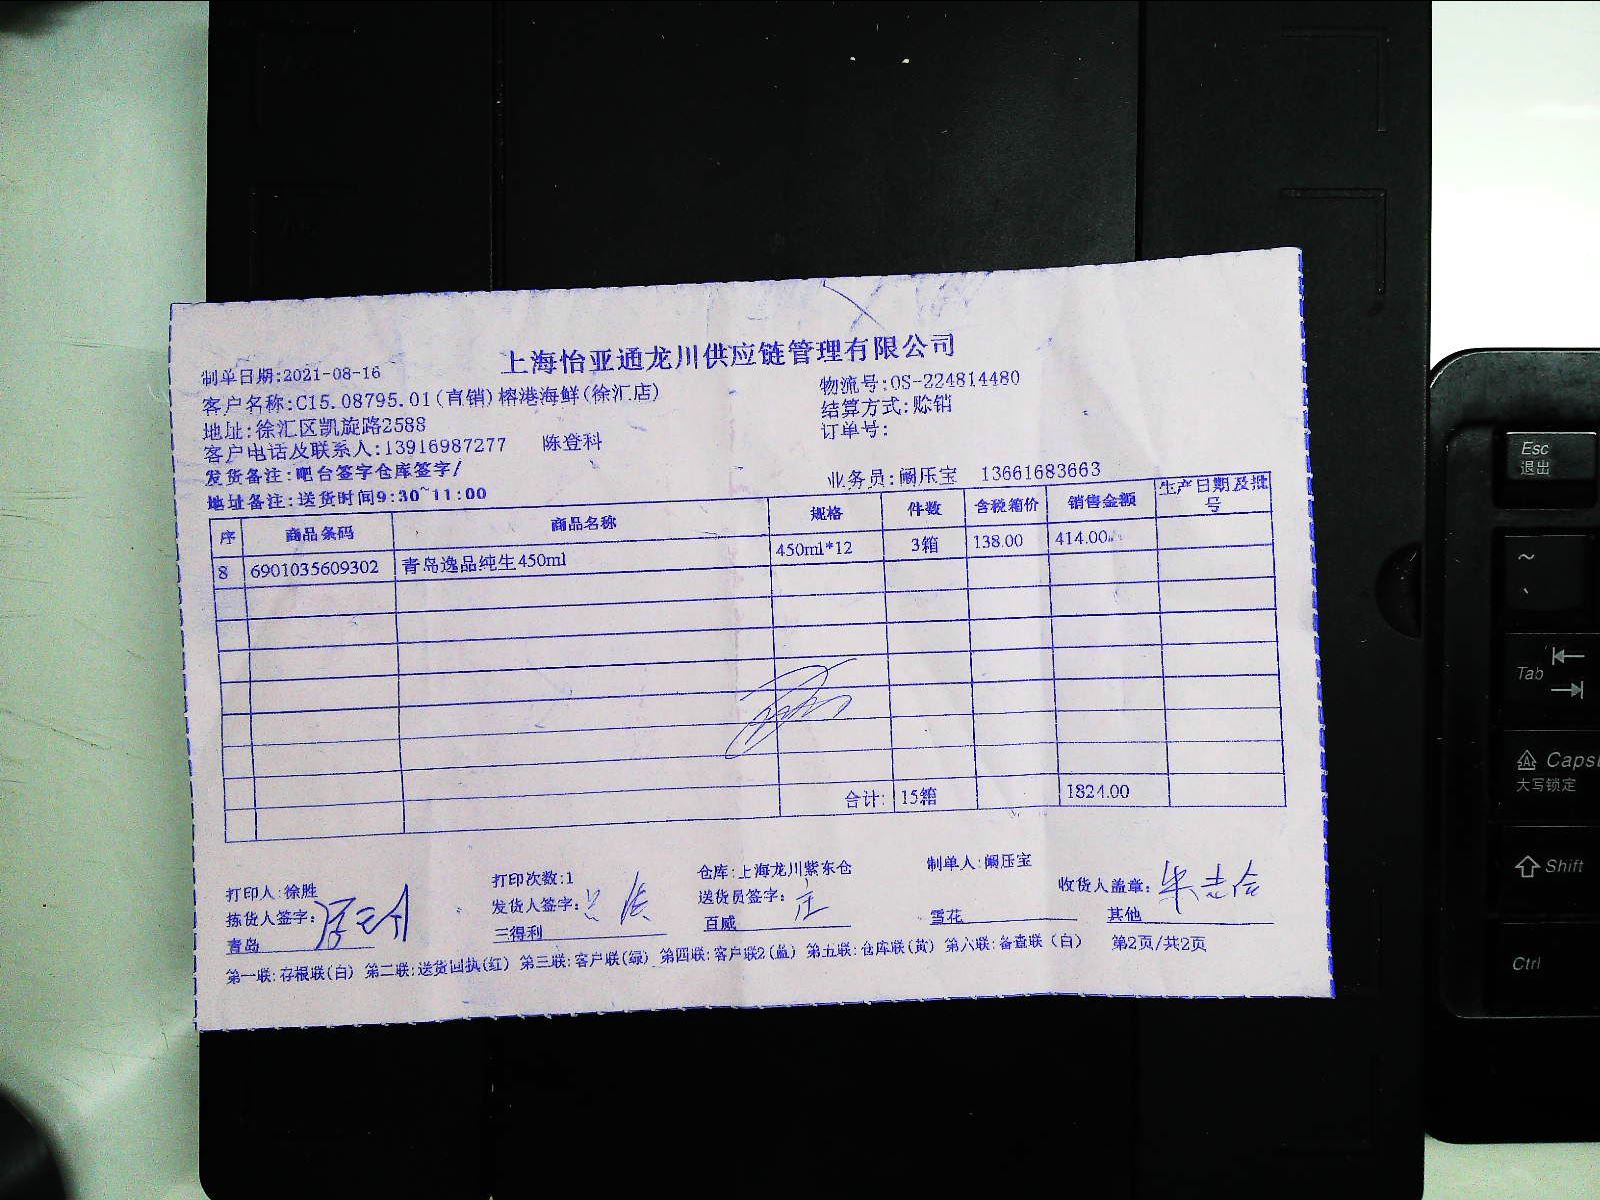 上海怡亚通龙川供应链管理有限公司
制单日期:2021-08-16
物流号:OS-224814480
客户名称:C15.08795.01(直销)榕港海鲜(徐汇店)
结算方式:赊销
地址:徐汇区凯旋路2588
订单号:
客户电话及联系人:13916987277 陈登科
发货备注:吧台签字仓库签字/
业务员:阚压宝 13661683663
地址备注:送货时间9:30~11:00
序 商品条码 商品名称 规格 件数 含税箱价 销售金额 生产日期及批号
8 6901035609302 青岛逸品纯生450ml 450ml*12 3箱 138.00 414.00
合计: 15箱 1824.00
打印人:徐胜 打印次数:1 仓库:上海龙川紫东仓 制单人:阚压宝
拣货人签字: 发货人签字: 送货员签字: 收货人盖章:
青岛 三得利 百威 雪花 其他
第一联:存根联(白) 第二联:送货回执(红) 第三联:客户联(绿) 第四联:客户联2(蓝) 第五联:仓库联(黄) 第六联:备查联(白) 第2页/共2页
Esc
退出
~
Tab
Caps
大写锁定
Shift
Ctrl